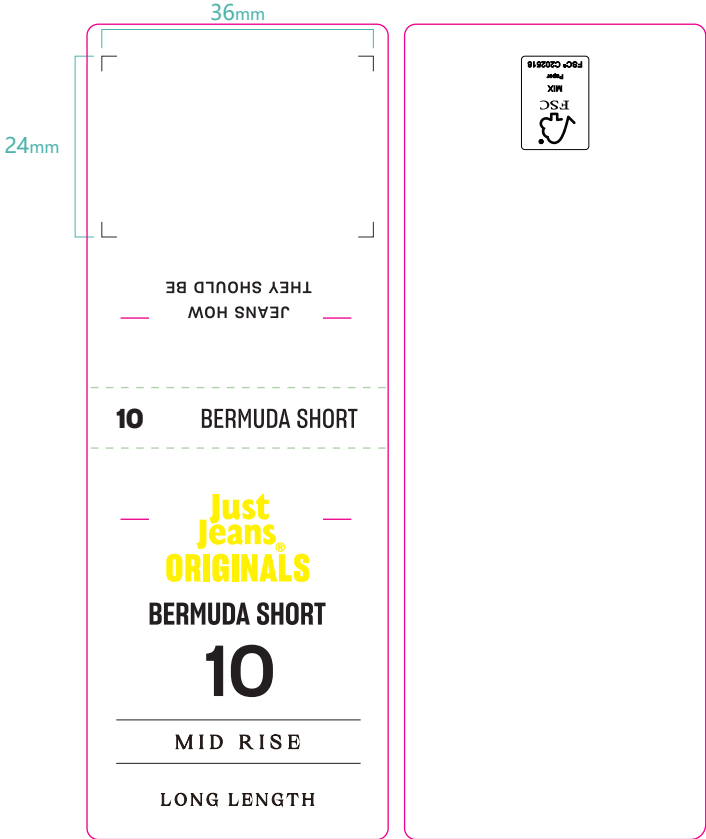 36mm
24mm
THEY SHOULD BE
JEANS HOW
10 BERMUDA SHORT
Just
Jeans®
ORIGINALS
BERMUDA SHORT
10
MID RISE
LONG LENGTH
FSC® C202516
Paper
MIX
FSC